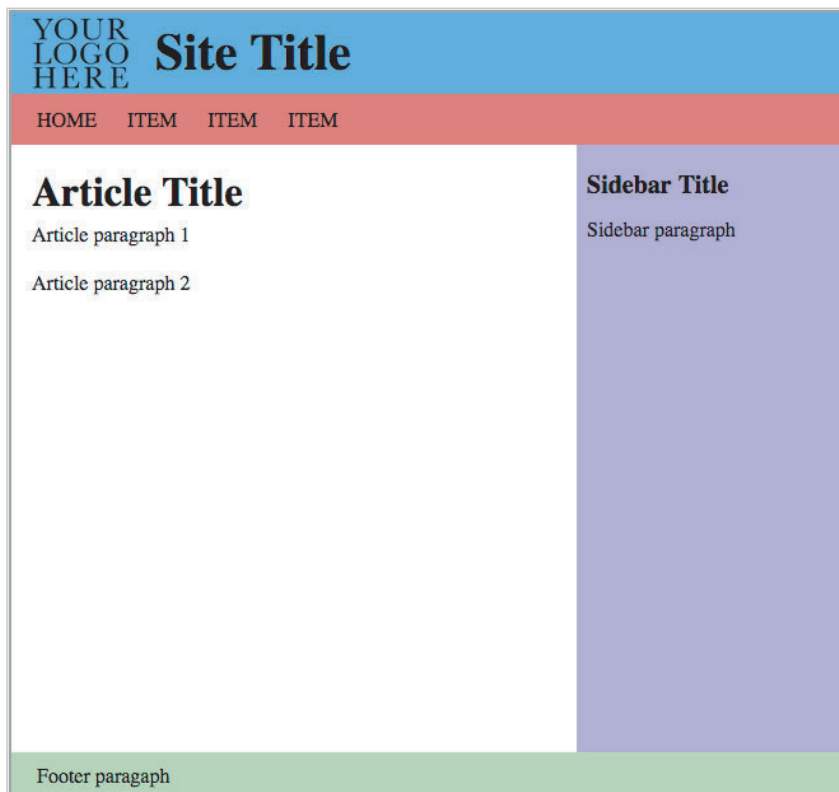 YOUR
LOGO
HERE
Site Title
HOME ITEM ITEM ITEM
Article Title
Article paragraph 1
Article paragraph 2
Sidebar Title
Sidebar paragraph
Footer paragaph